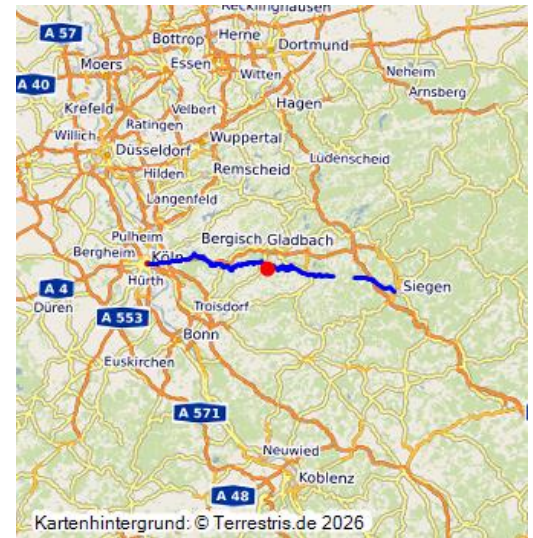 Recklinghausen
A 57
Bottrop
Herne
Dortmund
Moers
Essen
Witten
Neheim
A 40
Arnsberg
Krefeld
Velbert
Hagen
Willich
Ratingen
Wuppertal
Düsseldorf
Lüdenscheid
Hilden
Remscheid
Langenfeld
Pulheim
Bergisch Gladbach
Bergheim
Köln
Hürth
Siegen
A 4
Düren
Troisdorf
A 553
Bonn
Euskirchen
A 571
Neuwied
Koblenz
A 48
Kartenhintergrund: © Terrestris.de 2026